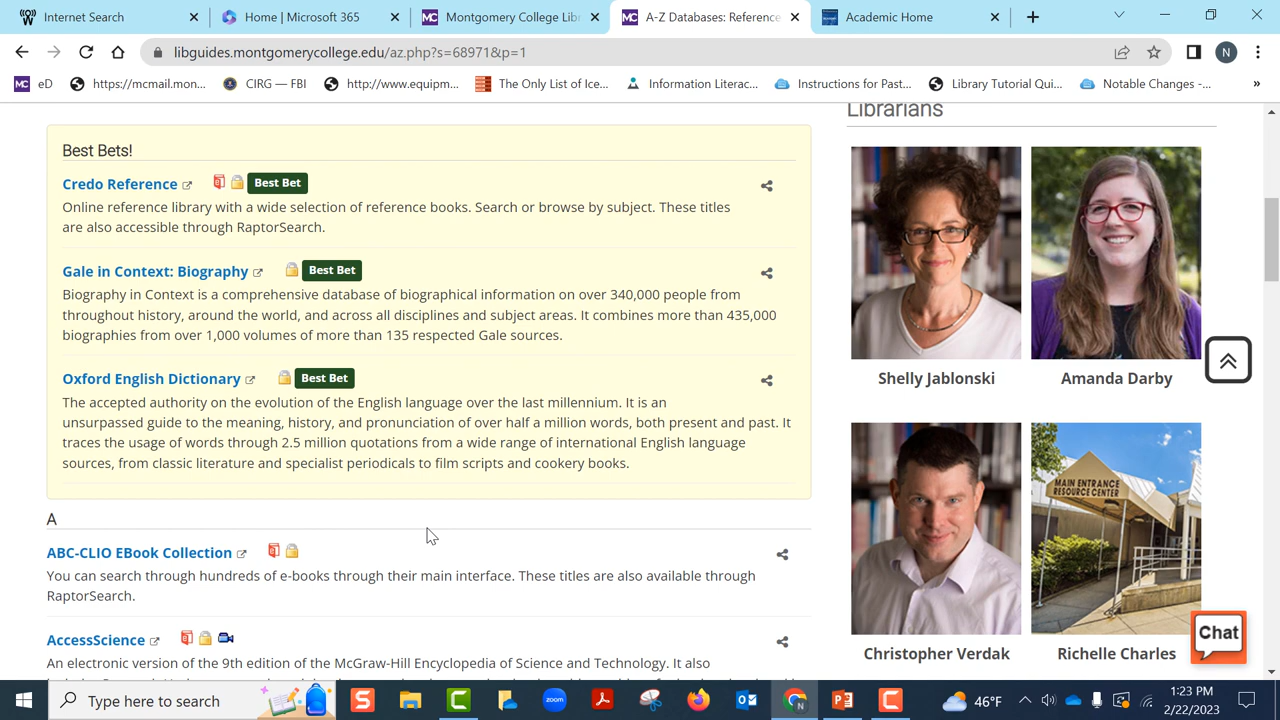 Internet Search
Home | Microsoft 365
Montgomery College Libr
A-Z Databases: Reference
Academic Home
libguides.montgomerycollege.edu/az.php?s=68971&p=1
N
MC eD
https://mcmail.mon...
CIRG — FBI
http://www.equipm...
The Only List of Ice...
Information Literac...
Instructions for Past...
Library Tutorial Qui...
Notable Changes -...
»
Librarians
Best Bets!
Credo Reference Best Bet
Online reference library with a wide selection of reference books. Search or browse by subject. These titles
are also accessible through RaptorSearch.
Gale in Context: Biography Best Bet
Biography in Context is a comprehensive database of biographical information on over 340,000 people from
throughout history, around the world, and across all disciplines and subject areas. It combines more than 435,000
biographies from over 1,000 volumes of more than 135 respected Gale sources.
Oxford English Dictionary Best Bet
The accepted authority on the evolution of the English language over the last millennium. It is an
unsurpassed guide to the meaning, history, and pronunciation of over half a million words, both present and past. It
traces the usage of words through 2.5 million quotations from a wide range of international English language
sources, from classic literature and specialist periodicals to film scripts and cookery books.
A
ABC-CLIO EBook Collection
You can search through hundreds of e-books through their main interface. These titles are also available through
RaptorSearch.
AccessScience
An electronic version of the 9th edition of the McGraw-Hill Encyclopedia of Science and Technology. It also
Shelly Jablonski
Amanda Darby
MAIN ENTRANCE
RESOURCE CENTER
Christopher Verdak
Richelle Charles
Chat
Type here to search
46°F
1:23 PM
2/22/2023